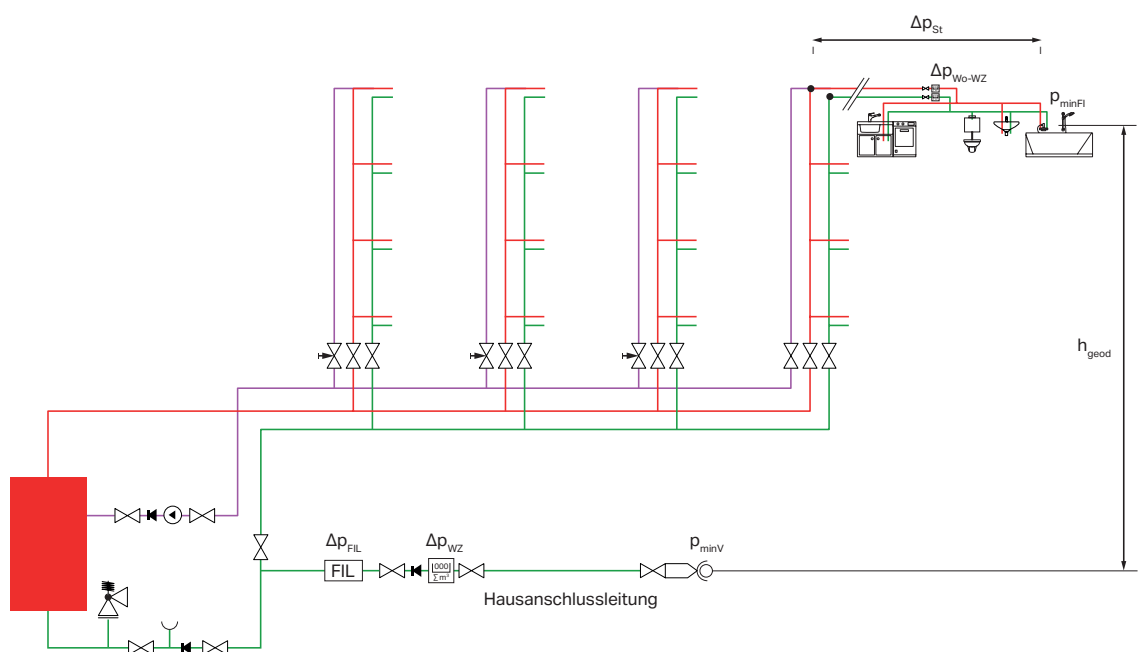 Δp_St
Δp_Wo-WZ
p_minFl
h_geod
Δp_FIL
Δp_WZ
p_minV
FIL
000
Σ m³
Hausanschlussleitung